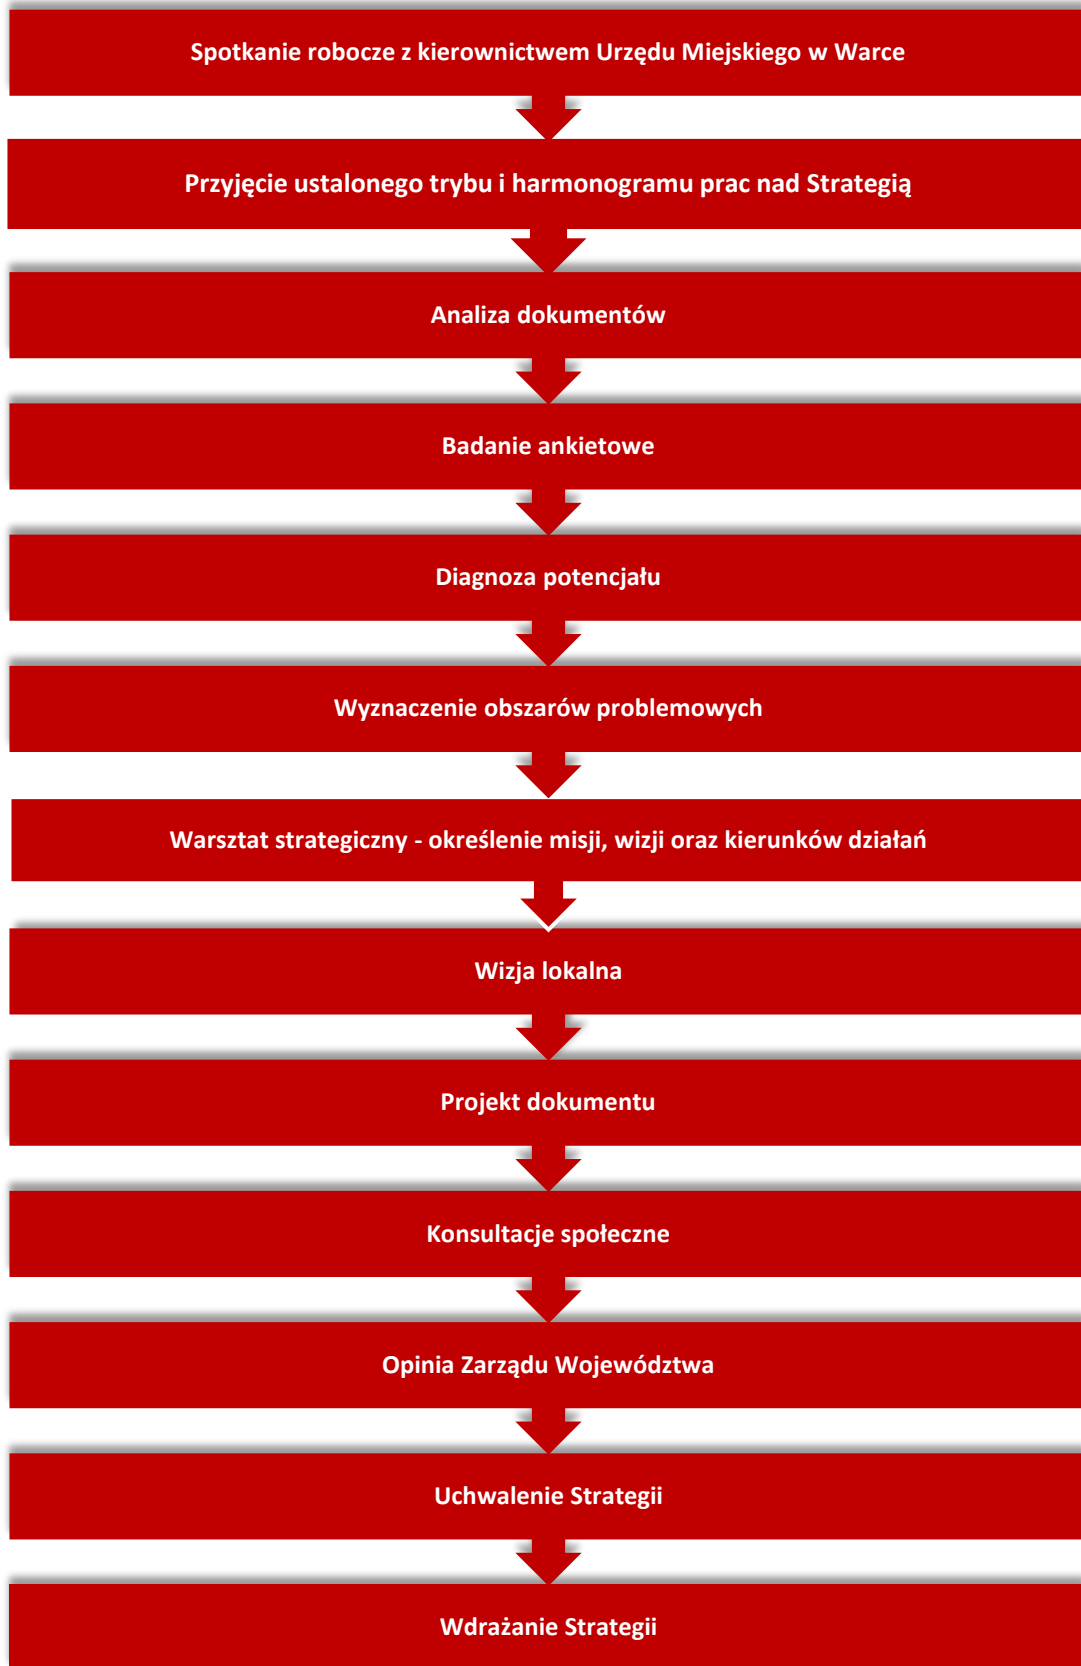 Spotkanie robocze z kierownictwem Urzędu Miejskiego w Warce
Przyjęcie ustalonego trybu i harmonogramu prac nad Strategią
Analiza dokumentów
Badanie ankietowe
Diagnoza potencjału
Wyznaczenie obszarów problemowych
Warsztat strategiczny - określenie misji, wizji oraz kierunków działań
Wizja lokalna
Projekt dokumentu
Konsultacje społeczne
Opinia Zarządu Województwa
Uchwalenie Strategii
Wdrażanie Strategii